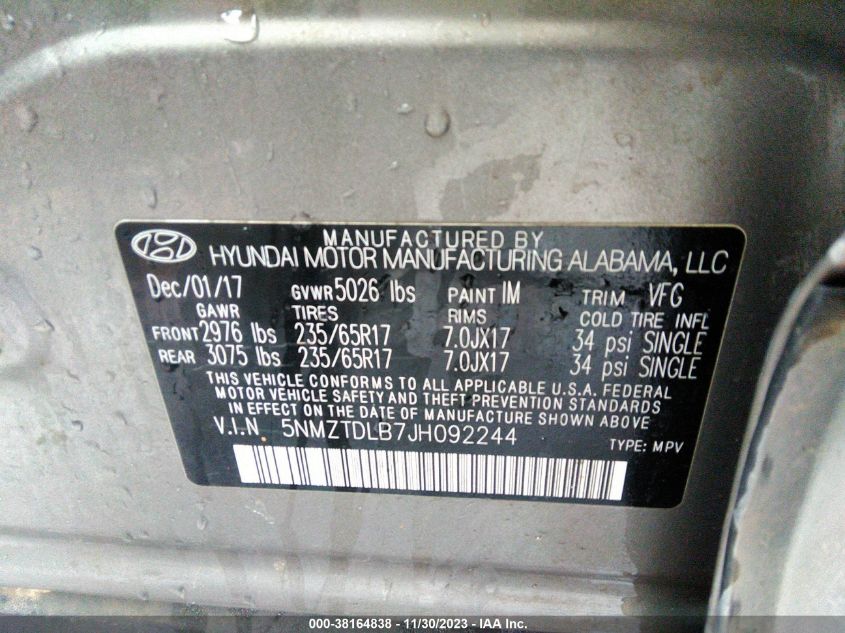 MANUFACTURED BY
HYUNDAI MOTOR MANUFACTURING ALABAMA, LLC
Dec/01/17 GVWR 5026 lbs PAINT IM TRIM VFG
GAWR TIRES RIMS COLD TIRE INFL
FRONT 2976 lbs 235/65R17 7.0JX17 34 psi SINGLE
REAR 3075 lbs 235/65R17 7.0JX17 34 psi SINGLE
THIS VEHICLE CONFORMS TO ALL APPLICABLE U.S.A. FEDERAL
MOTOR VEHICLE SAFETY AND THEFT PREVENTION STANDARDS
IN EFFECT ON THE DATE OF MANUFACTURE SHOWN ABOVE
V.I.N 5NMZTDLB7JH092244 TYPE: MPV
000-38164838 - 11/30/2023 - IAA Inc.